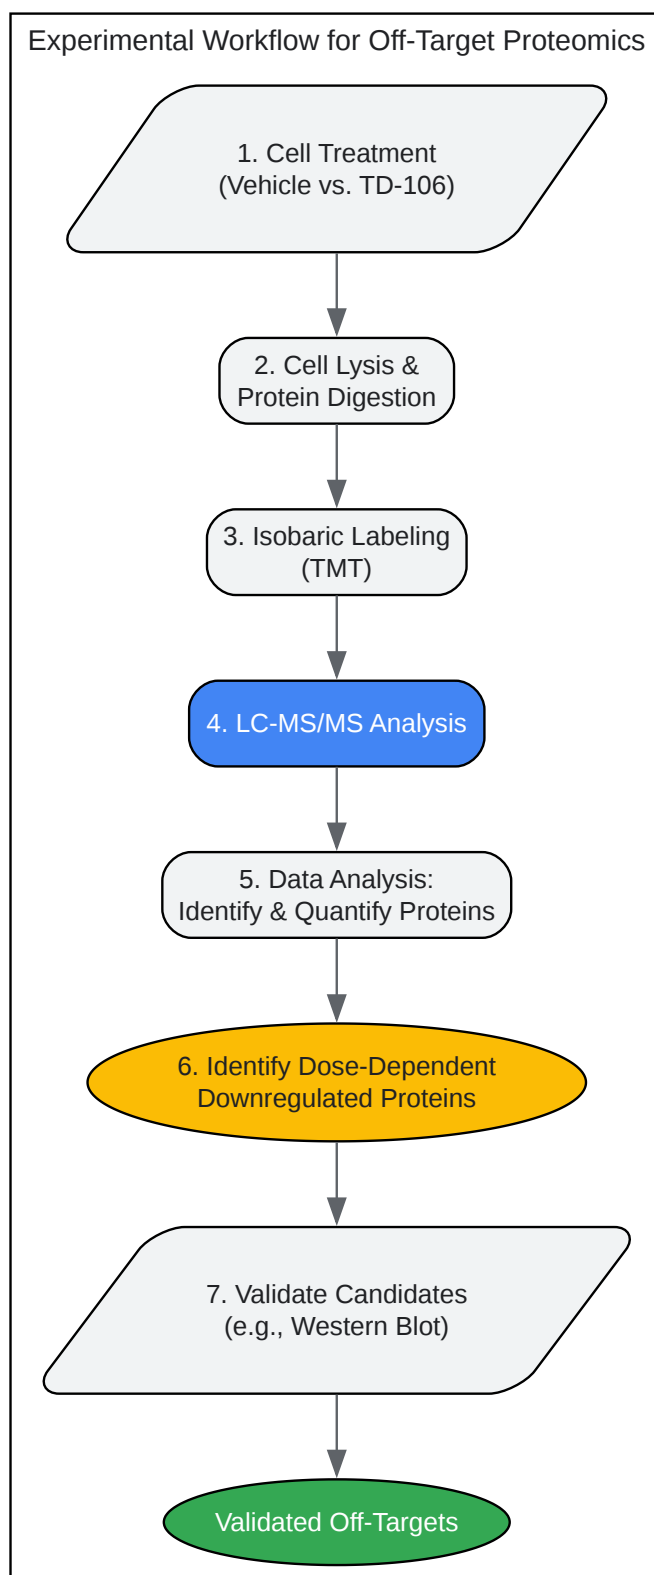 Experimental Workflow for Off-Target Proteomics
1. Cell Treatment
(Vehicle vs. TD-106)
2. Cell Lysis &
Protein Digestion
3. Isobaric Labeling
(TMT)
4. LC-MS/MS Analysis
5. Data Analysis:
Identify & Quantify Proteins
6. Identify Dose-Dependent
Downregulated Proteins
7. Validate Candidates
(e.g., Western Blot)
Validated Off-Targets